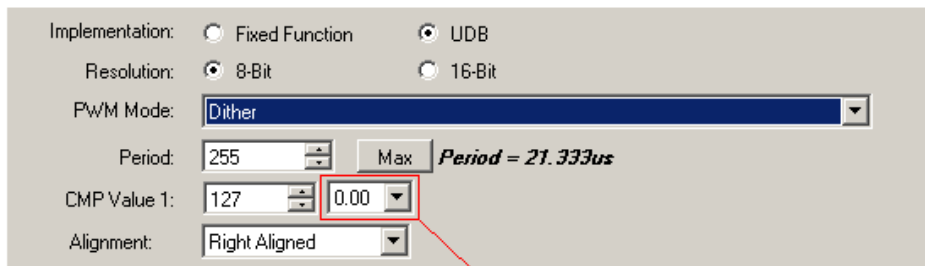 Implementation: Fixed Function UDB
Resolution: 8-Bit 16-Bit
PWM Mode: Dither
Period: 255 Max Period = 21.333us
CMP Value 1: 127 0.00
Alignment: Right Aligned